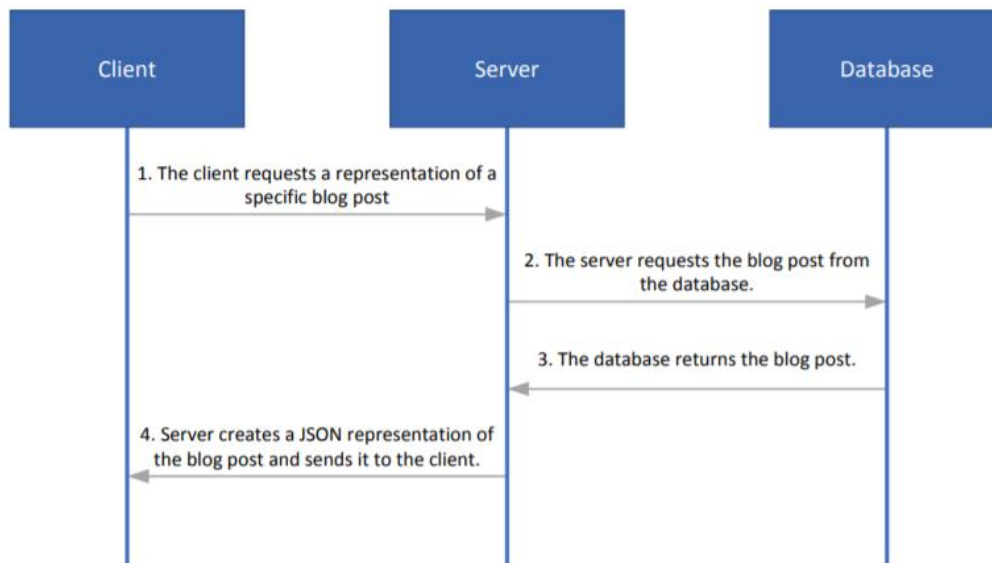 Client
Server
Database
1. The client requests a representation of a
specific blog post
2. The server requests the blog post from
the database.
3. The database returns the blog post.
4. Server creates a JSON representation of
the blog post and sends it to the client.